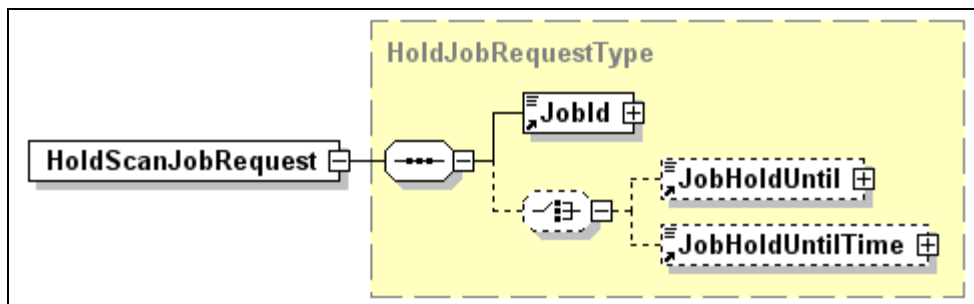 HoldJobRequestType
JobId
HoldScanJobRequest
JobHoldUntil
JobHoldUntilTime